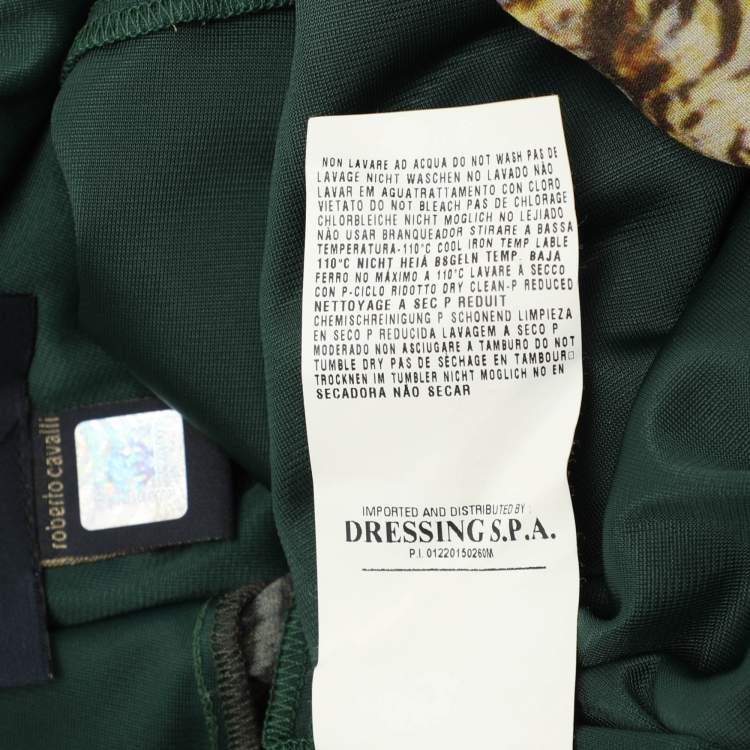 NON LAVARE AD ACQUA DO NOT WASH PAS DE
LAVAGE NICHT WASCHEN NO LAVADO NÃO
LAVAR EM AGUATRATTAMENTO CON CLORO
VIETATO DO NOT BLEACH PAS DE CHLORAGE
CHLORBLEICHE NICHT MOGLICH NO LEJIADO
NÃO USAR BRANQUEADOR STIRARE A BASSA
TEMPERATURA-110°C COOL IRON TEMP LABLE
110°C NICHT HEIÁ BSGELN TEMP. BAJA
FERRO NO MÁXIMO A 110°C LAVARE A SECCO
CON P-CICLO RIDOTTO DRY CLEAN-P REDUCED
NETTOYAGE A SEC P REDUIT
CHEMISCHREINIGUNG P SCHONEND LIMPIEZA
EN SECO P REDUCIDA LAVAGEM A SECO P
MODERADO NON ASCIUGARE A TAMBURO DO NOT
TUMBLE DRY PAS DE SÈCHAGE EN TAMBOUR□
TROCKNEN IM TUMBLER NICHT MOGLICH NO EN
SECADORA NÃO SECAR
IMPORTED AND DISTRIBUTED BY :
DRESSING S.P.A.
P.I. 01220150260M
roberto cavalli